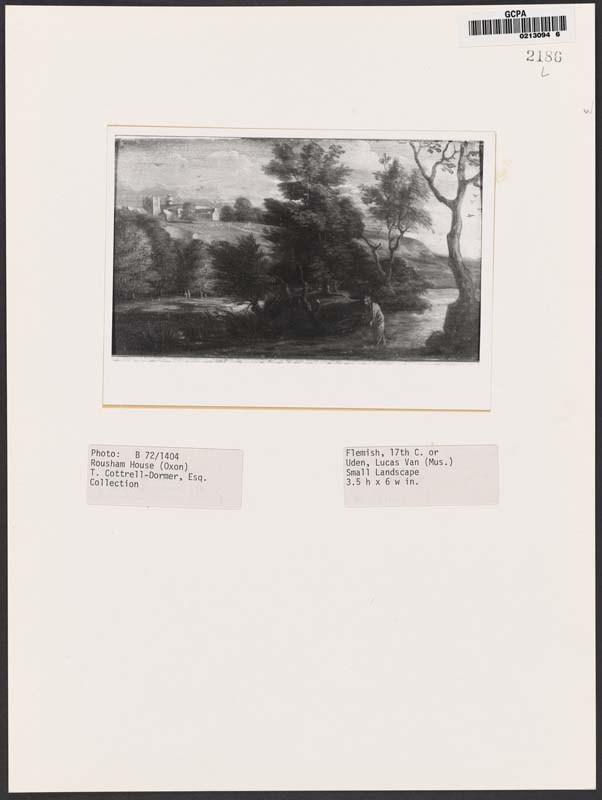 GCPA
0213094 6
2186
L
Photo: B 72/1404
Rousham House (Oxon)
T. Cottrell-Dormer, Esq.
Collection
Flemish, 17th C. or
Uden, Lucas Van (Mus.)
Small Landscape
3.5 h x 6 w in.